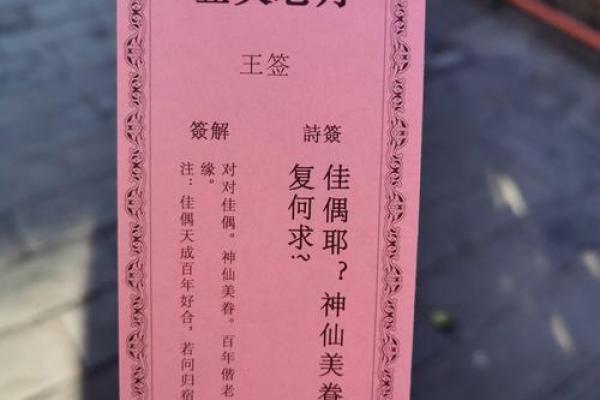 王签
詩簽
佳偶耶？神仙美眷
复何求？
簽解
对对佳偶。神仙美眷。百年偕老
缘。
注：佳偶天成百年好合，若问归宿